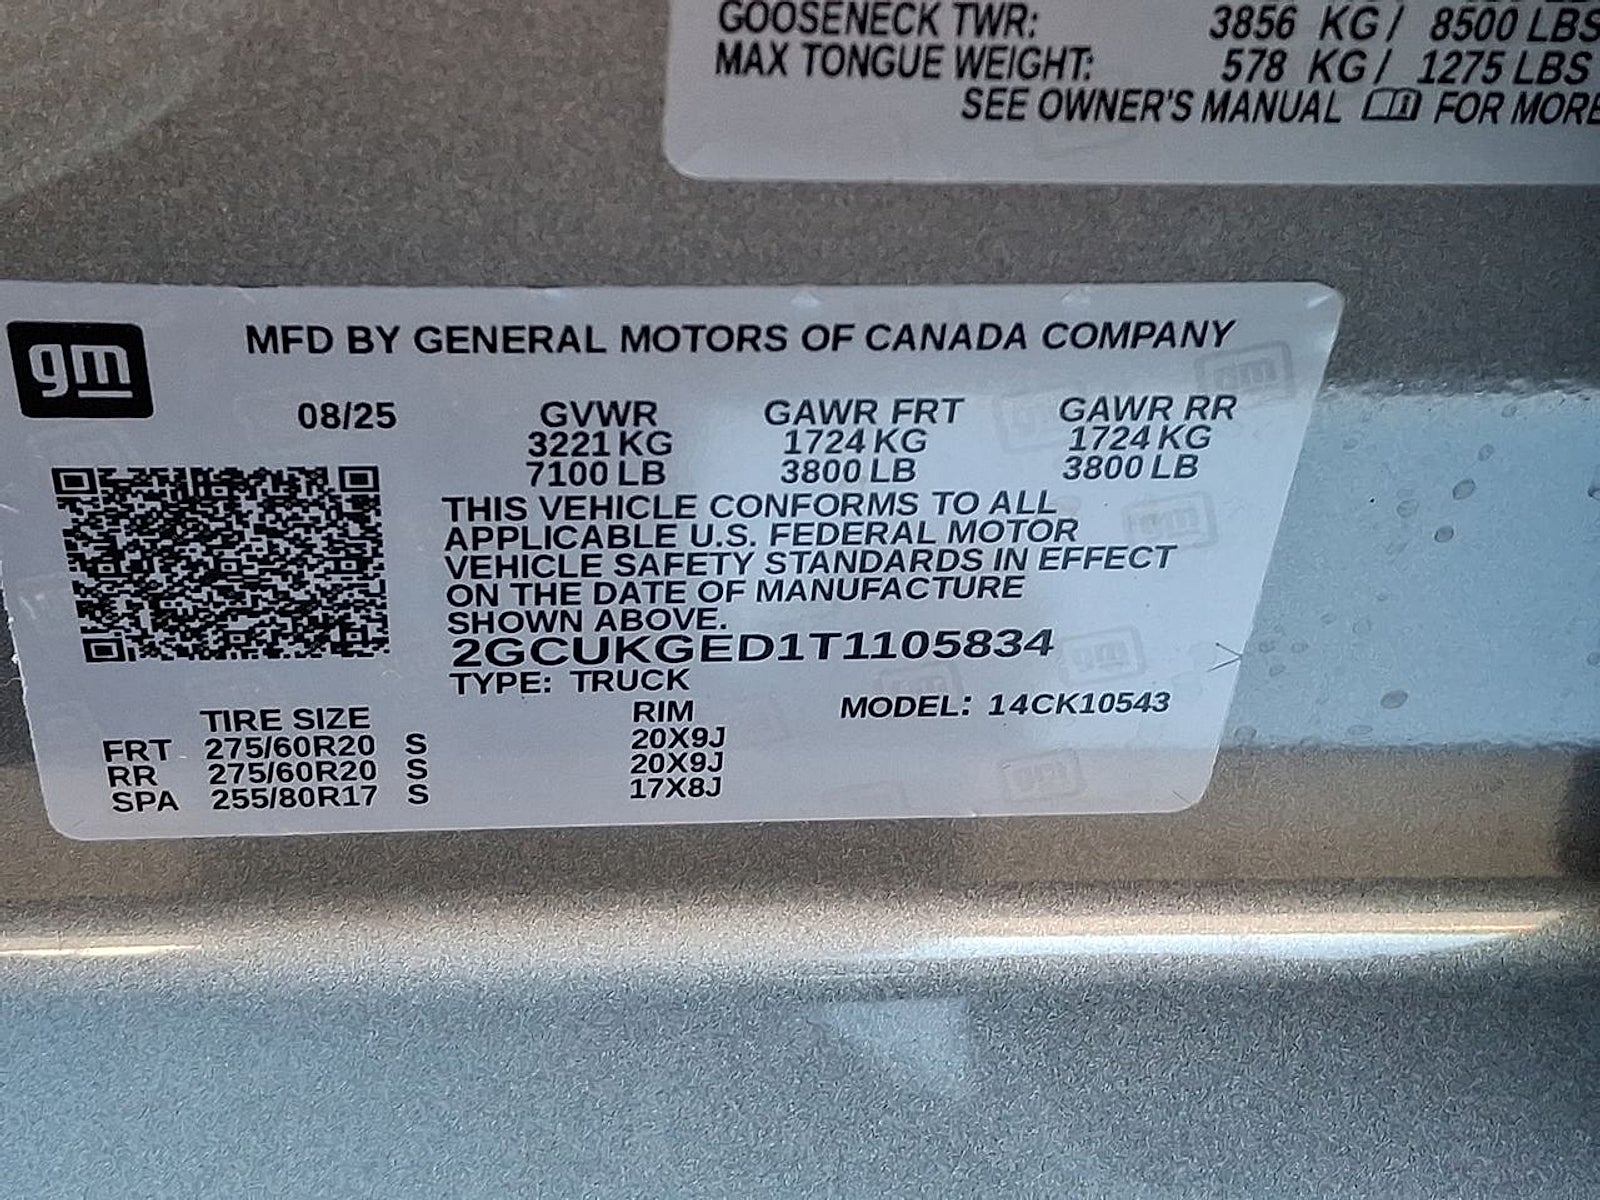 GOOSENECK TWR: 3856 KG / 8500 LBS
MAX TONGUE WEIGHT: 578 KG / 1275 LBS
SEE OWNER'S MANUAL FOR MORE
gm
MFD BY GENERAL MOTORS OF CANADA COMPANY
08/25 GVWR GAWR FRT GAWR RR
3221 KG 1724 KG 1724 KG
7100 LB 3800 LB 3800 LB
THIS VEHICLE CONFORMS TO ALL
APPLICABLE U.S. FEDERAL MOTOR
VEHICLE SAFETY STANDARDS IN EFFECT
ON THE DATE OF MANUFACTURE
SHOWN ABOVE.
2GCUKGED1T1105834
TYPE: TRUCK
TIRE SIZE RIM MODEL: 14CK10543
FRT 275/60R20 S 20X9J
RR 275/60R20 S 20X9J
SPA 255/80R17 S 17X8J